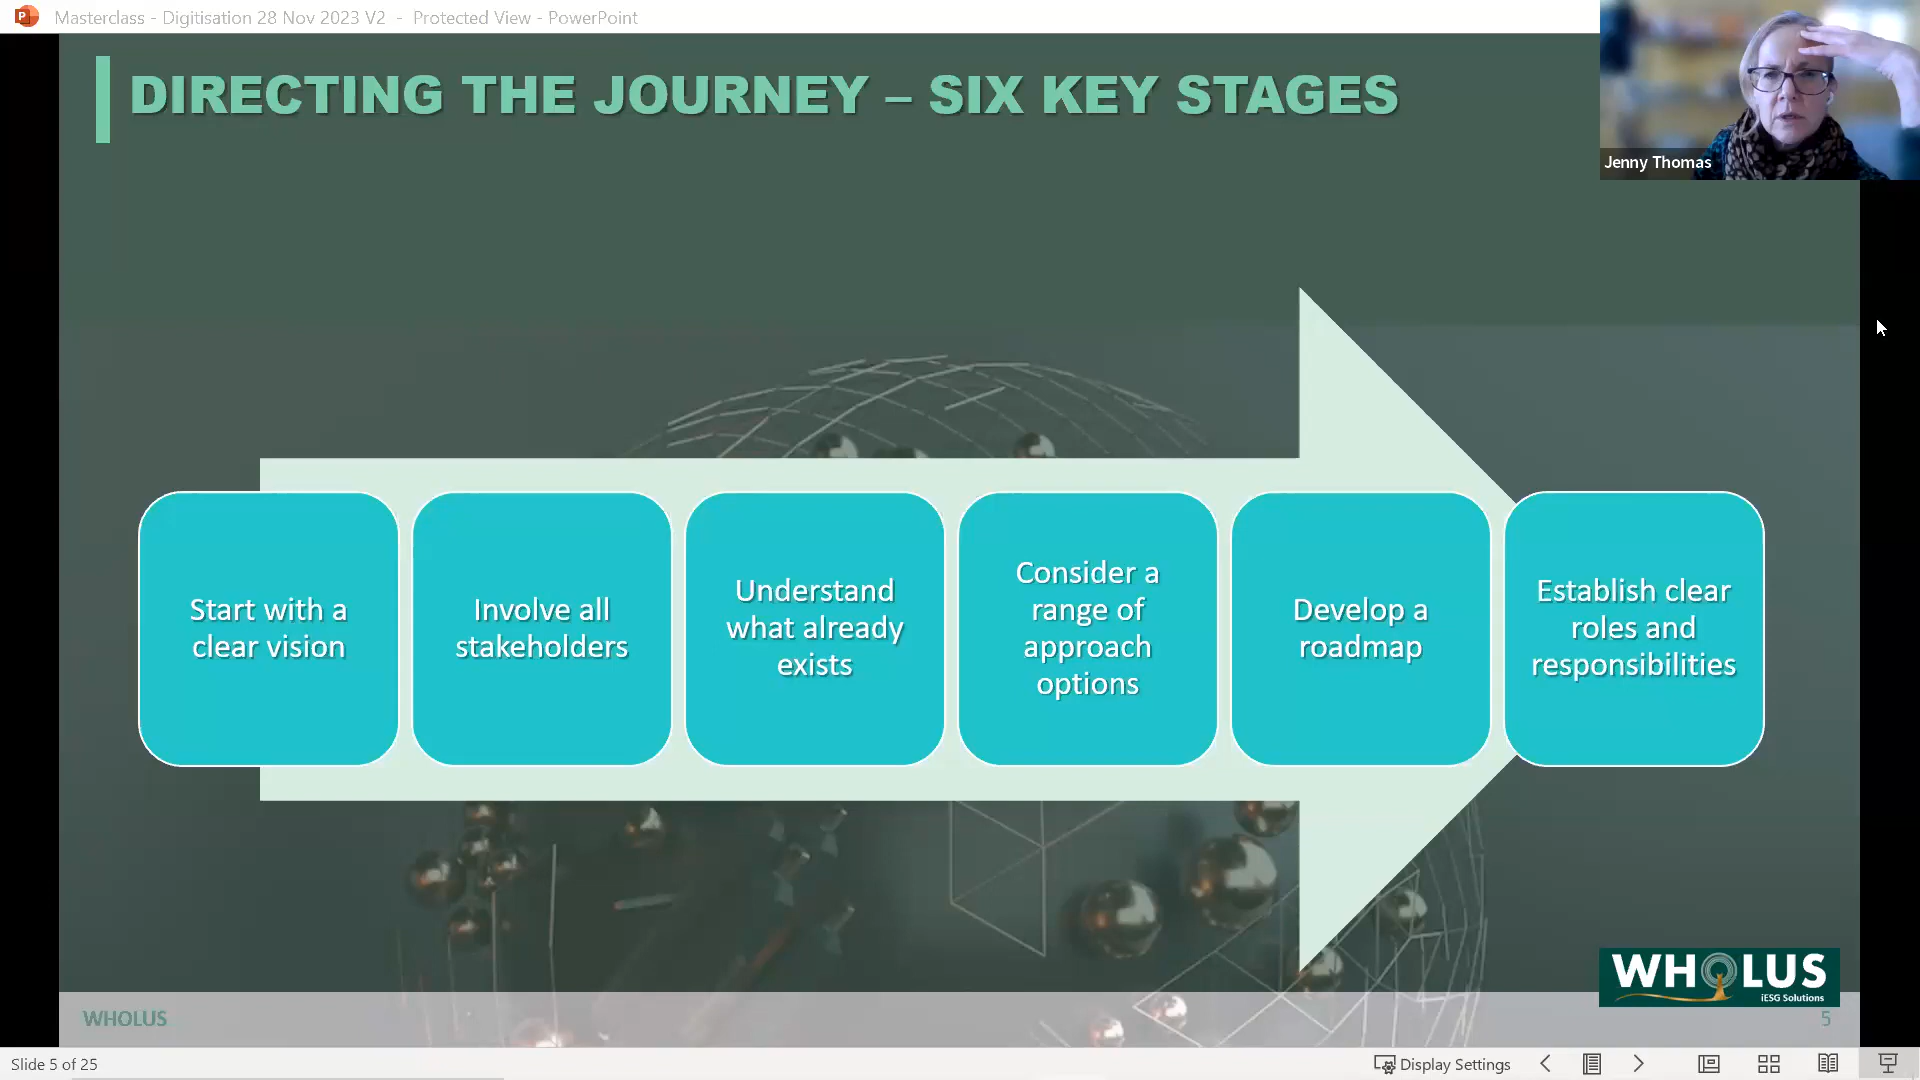 Masterclass - Digitisation 28 Nov 2023 V2 - Protected View - PowerPoint
DIRECTING THE JOURNEY – SIX KEY STAGES
Jenny Thomas
Start with a
clear vision
Involve all
stakeholders
Understand
what already
exists
Consider a
range of
approach
options
Develop a
roadmap
Establish clear
roles and
responsibilities
WHOLUS
iESG Solutions
WHOLUS
5
Slide 5 of 25
Display Settings